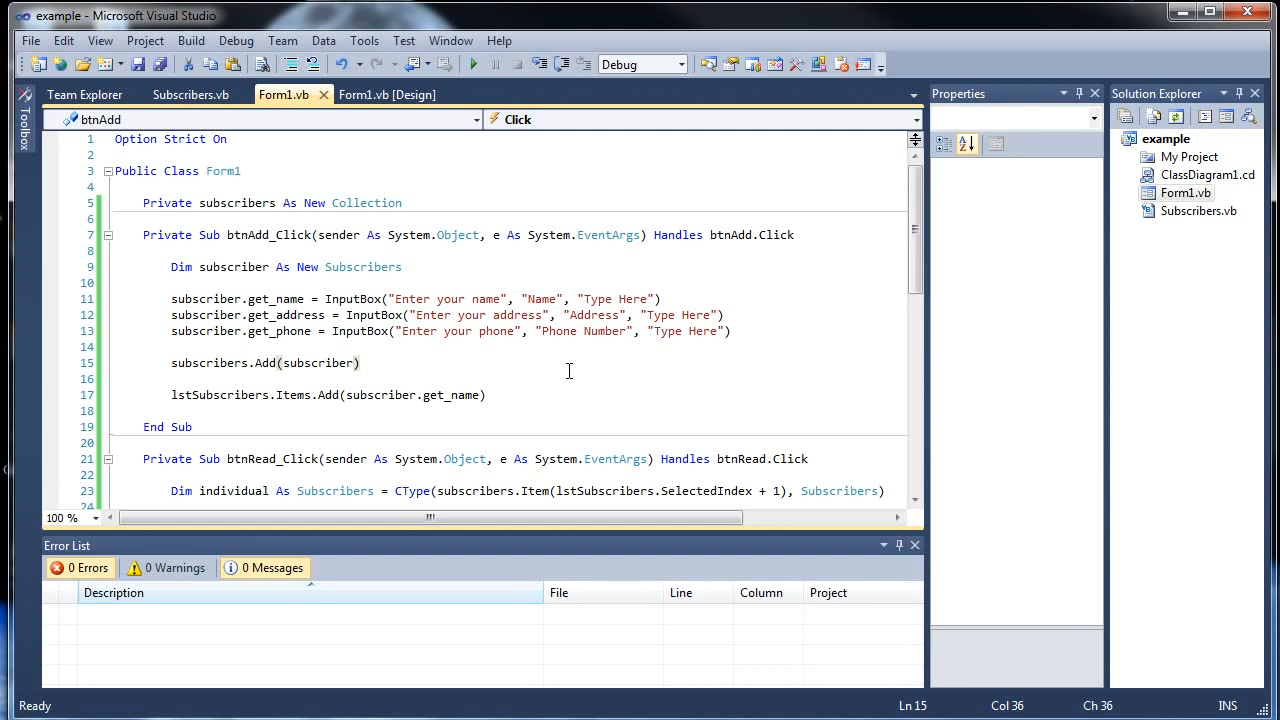 example - Microsoft Visual Studio
File Edit View Project Build Debug Team Data Tools Test Window Help
Debug
Team Explorer Subscribers.vb Form1.vb Form1.vb [Design]
Toolbox
btnAdd Click
1 Option Strict On
2
3 Public Class Form1
4
5 Private subscribers As New Collection
6
7 Private Sub btnAdd_Click(sender As System.Object, e As System.EventArgs) Handles btnAdd.Click
8
9 Dim subscriber As New Subscribers
10
11 subscriber.get_name = InputBox("Enter your name", "Name", "Type Here")
12 subscriber.get_address = InputBox("Enter your address", "Address", "Type Here")
13 subscriber.get_phone = InputBox("Enter your phone", "Phone Number", "Type Here")
14
15 subscribers.Add(subscriber)
16
17 lstSubscribers.Items.Add(subscriber.get_name)
18
19 End Sub
20
21 Private Sub btnRead_Click(sender As System.Object, e As System.EventArgs) Handles btnRead.Click
22
23 Dim individual As Subscribers = CType(subscribers.Item(lstSubscribers.SelectedIndex + 1), Subscribers)
24
100 %
Error List
0 Errors 0 Warnings 0 Messages
Description File Line Column Project
Properties
Solution Explorer
example
My Project
ClassDiagram1.cd
Form1.vb
Subscribers.vb
Ready Ln 15 Col 36 Ch 36 INS